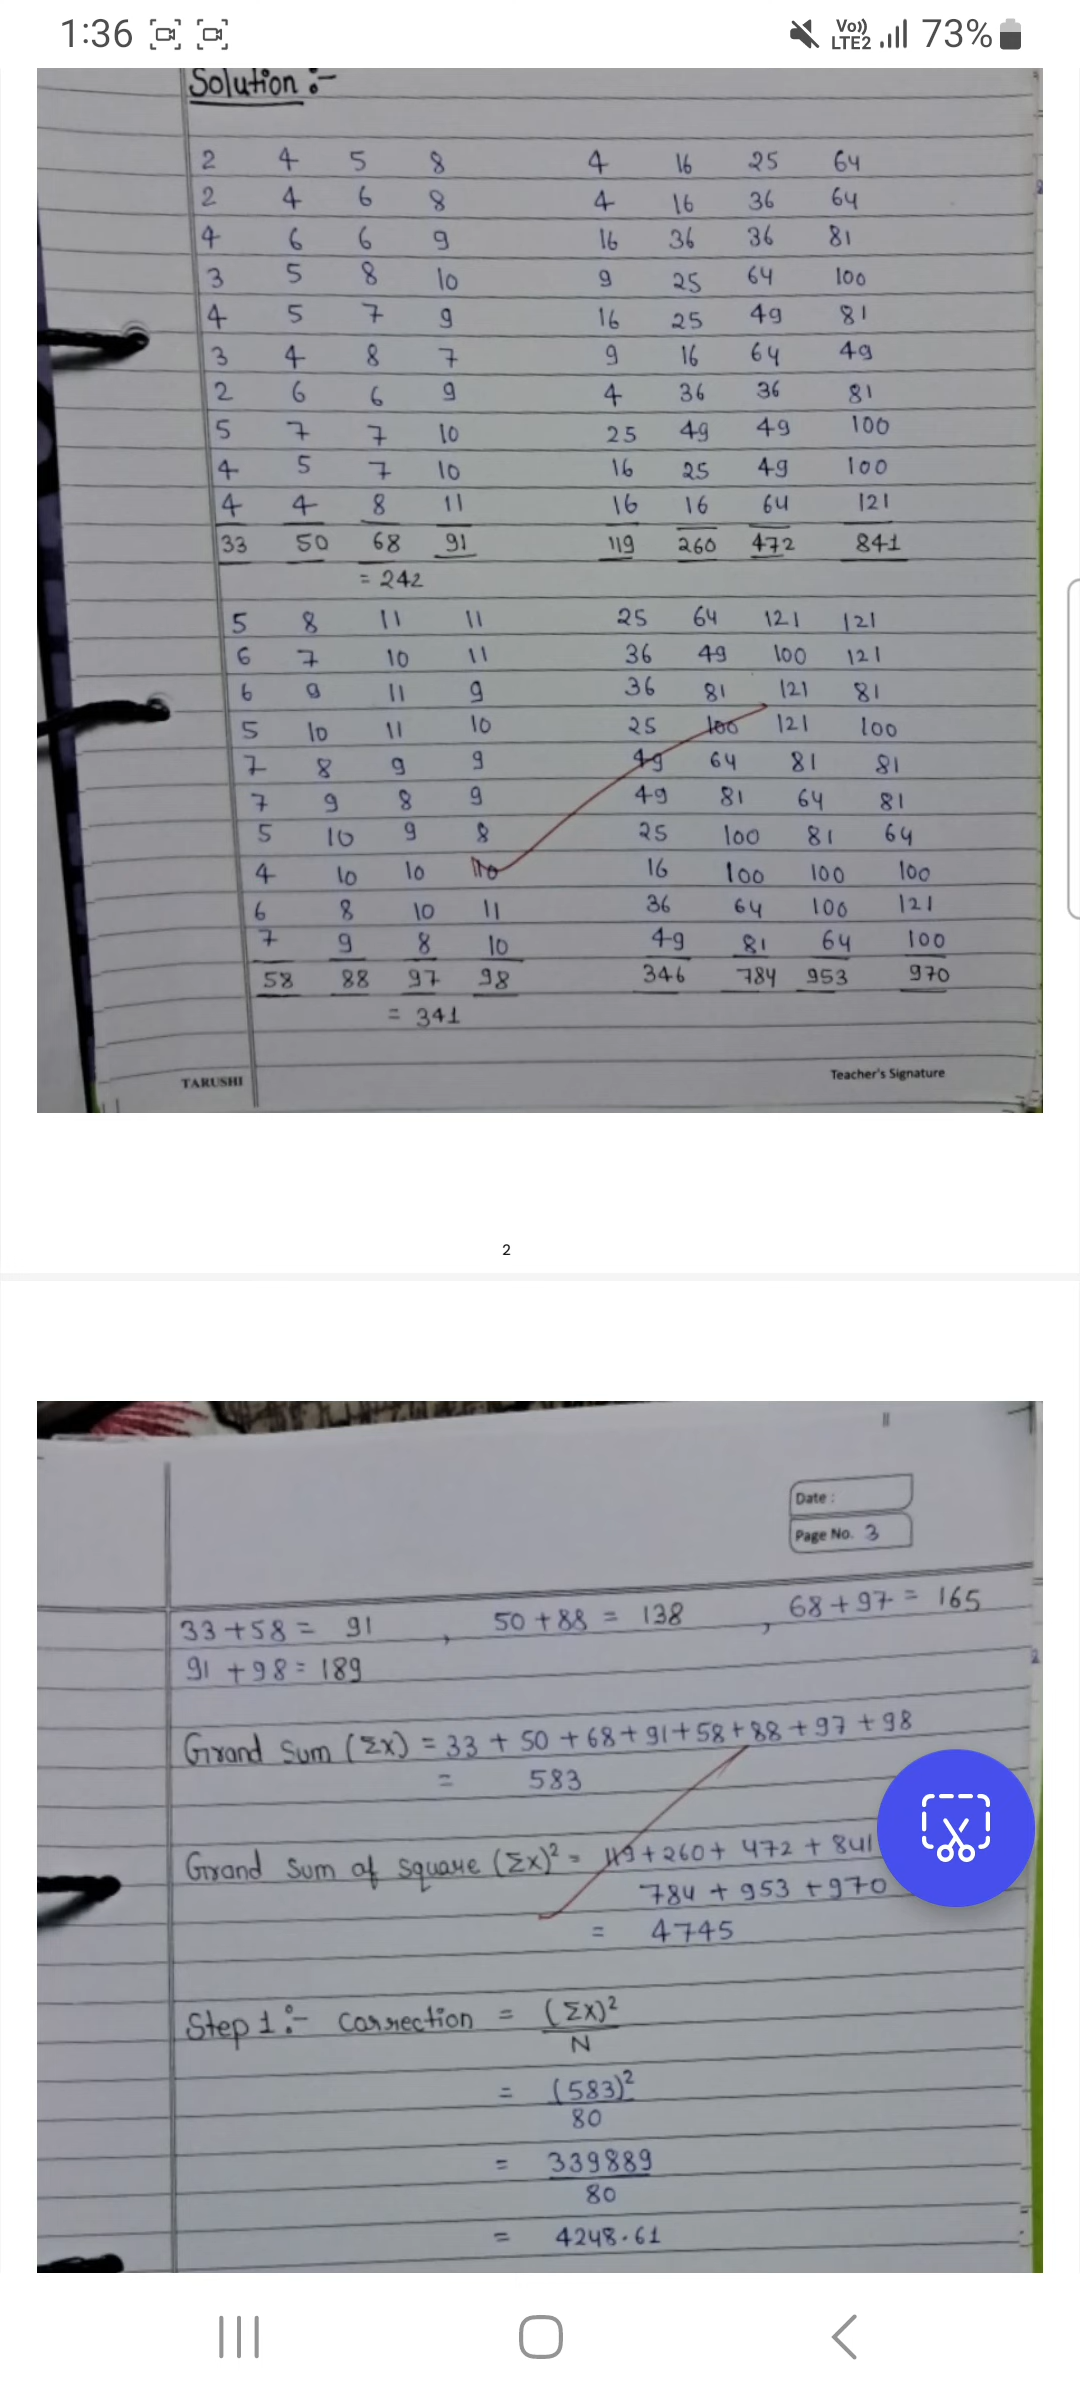 1:36 Vo)) LTE2 73%
Solution :-
2 4 5 8 4 16 25 64
2 4 6 8 4 16 36 64
4 6 6 9 16 36 36 81
3 5 8 10 9 25 64 100
4 5 7 9 16 25 49 81
3 4 8 7 9 16 64 49
2 6 6 9 4 36 36 81
5 7 7 10 25 49 49 100
4 5 7 10 16 25 49 100
4 4 8 11 16 16 64 121
33 50 68 91 119 260 472 841
= 242
5 8 11 11 25 64 121 121
6 7 10 11 36 49 100 121
6 9 11 9 36 81 121 81
5 10 11 10 25 100 121 100
7 8 9 9 49 64 81 81
7 9 8 9 49 81 64 81
5 10 9 8 25 100 81 64
4 10 10 10 16 100 100 100
6 8 10 11 36 64 100 121
7 9 8 10 49 81 64 100
58 88 97 98 346 784 953 970
= 341
TARUSHI Teacher's Signature
2
Date :
Page No. 3
33 + 58 = 91 , 50 + 88 = 138 , 68 + 97 = 165
91 + 98 = 189
Grand Sum (Σx) = 33 + 50 + 68 + 91 + 58 + 88 + 97 + 98
= 583
Grand Sum of square (Σx)² = 119 + 260 + 472 + 841
784 + 953 + 970
= 4745
Step 1 :- Correction = (Σx)²
N
= (583)²
80
= 339889
80
= 4248.61